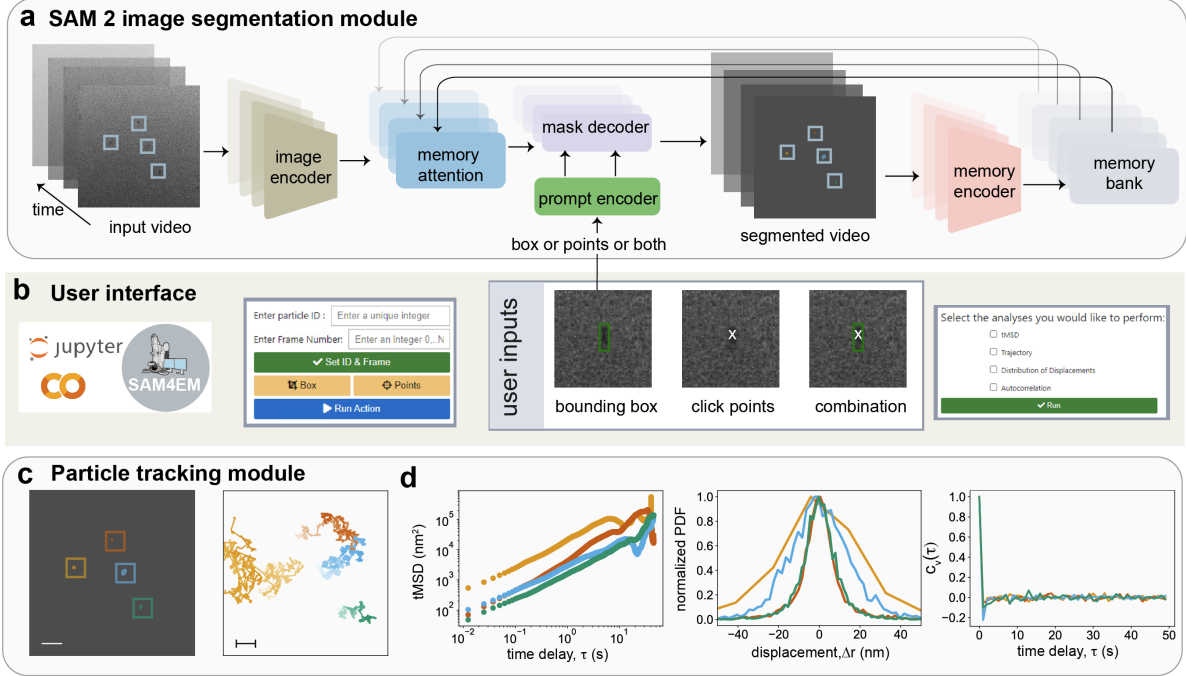 a SAM 2 image segmentation module
time
input video
image
encoder
memory
attention
mask decoder
prompt encoder
box or points or both
segmented video
memory
encoder
memory
bank
b User interface
jupyter
SAM4EM
Enter particle ID : Enter a unique integer
Enter Frame Number: Enter an integer 0,..N
✔ Set ID & Frame
Box
Points
Run Action
user inputs
bounding box
click points
x
combination
x
Select the analyses you would like to perform:
tMSD
Trajectory
Distribution of Displacements
Autocorrelation
✔ Run
c Particle tracking module
d
tMSD (nm²)
10⁵
10⁴
10³
10²
10⁻² 10⁻¹ 10⁰ 10¹
time delay, τ (s)
normalized PDF
1.0
0.8
0.6
0.4
0.2
0.0
−40 −20 0 20 40
displacement,Δr (nm)
cᵥ(τ)
1.0
0.8
0.6
0.4
0.2
0.0
−0.2
0 10 20 30 40 50
time delay, τ (s)